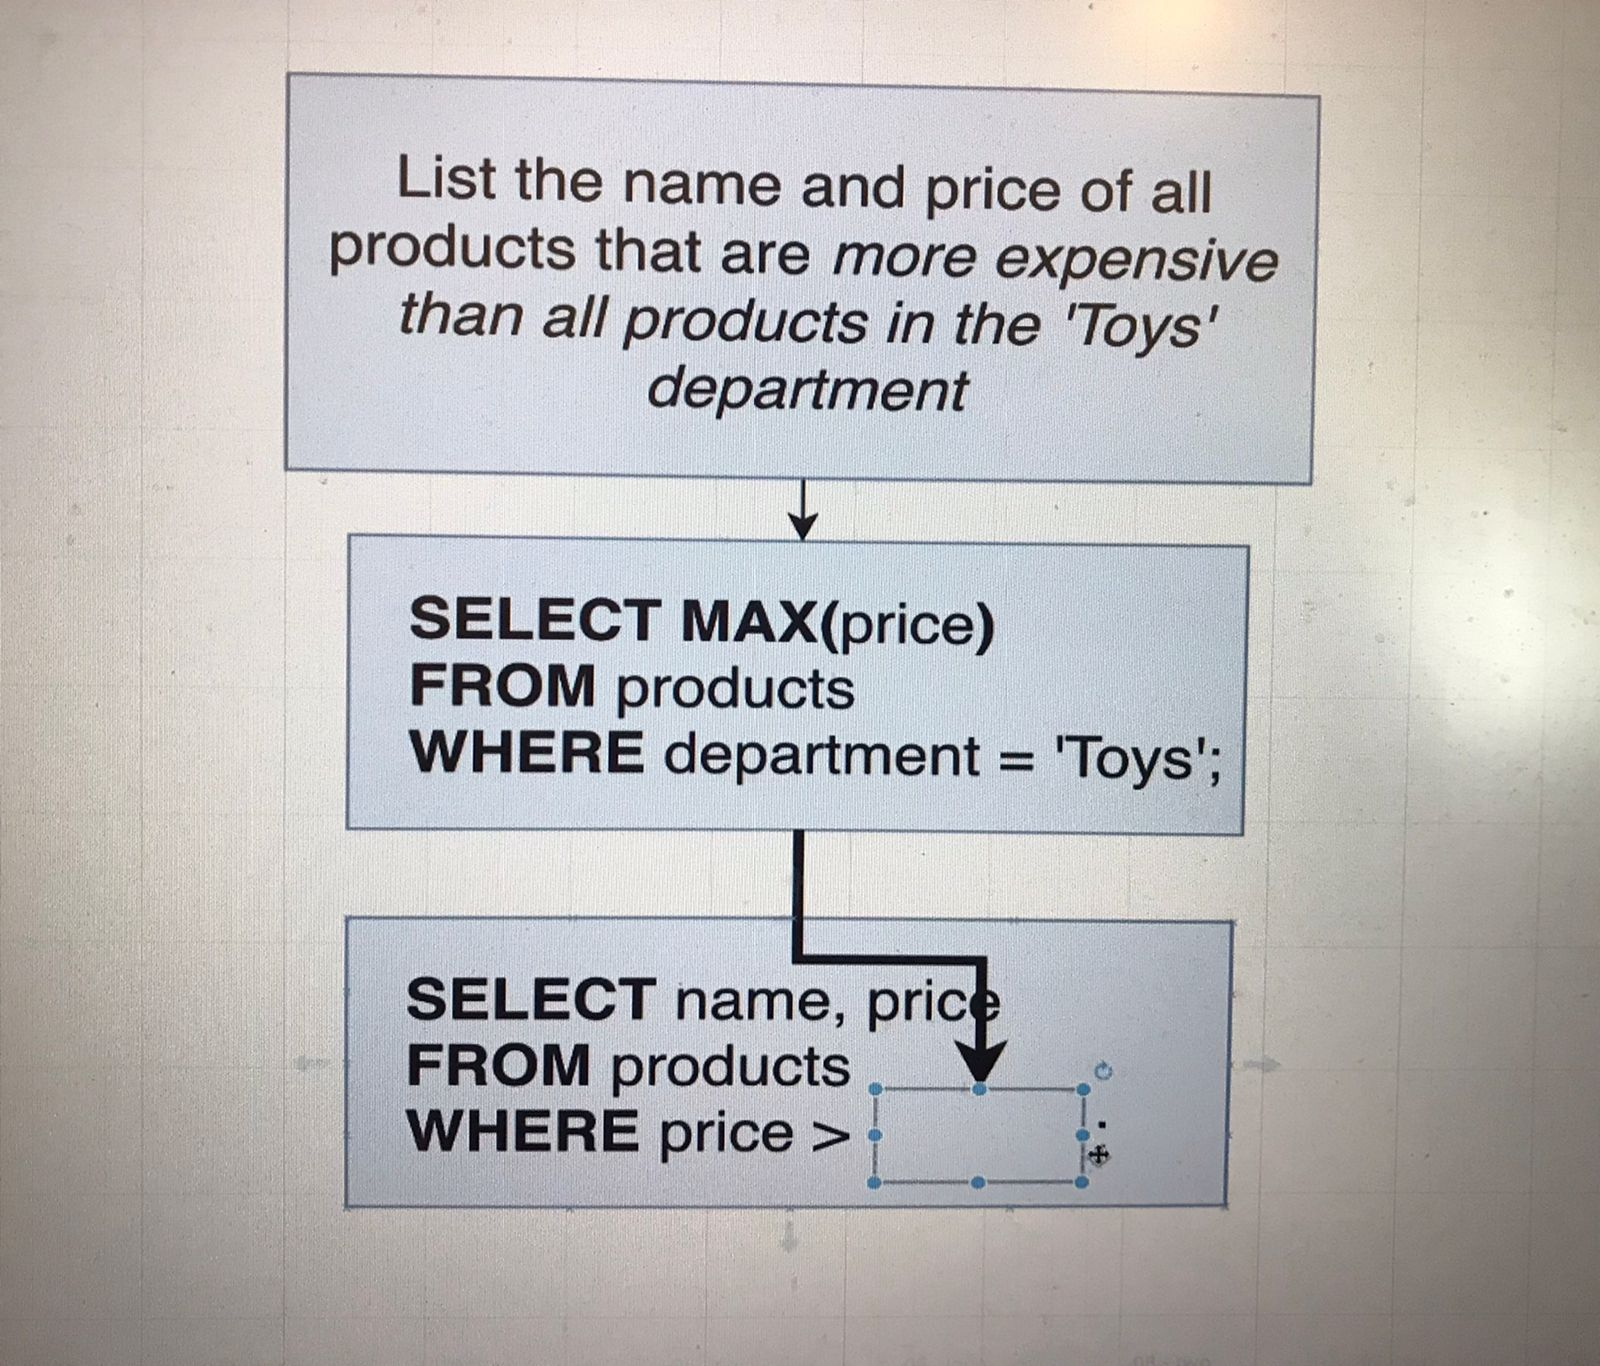 List the name and price of all
products that are more expensive
than all products in the 'Toys'
department
SELECT MAX(price)
FROM products
WHERE department = 'Toys';
SELECT name, price
FROM products
WHERE price >